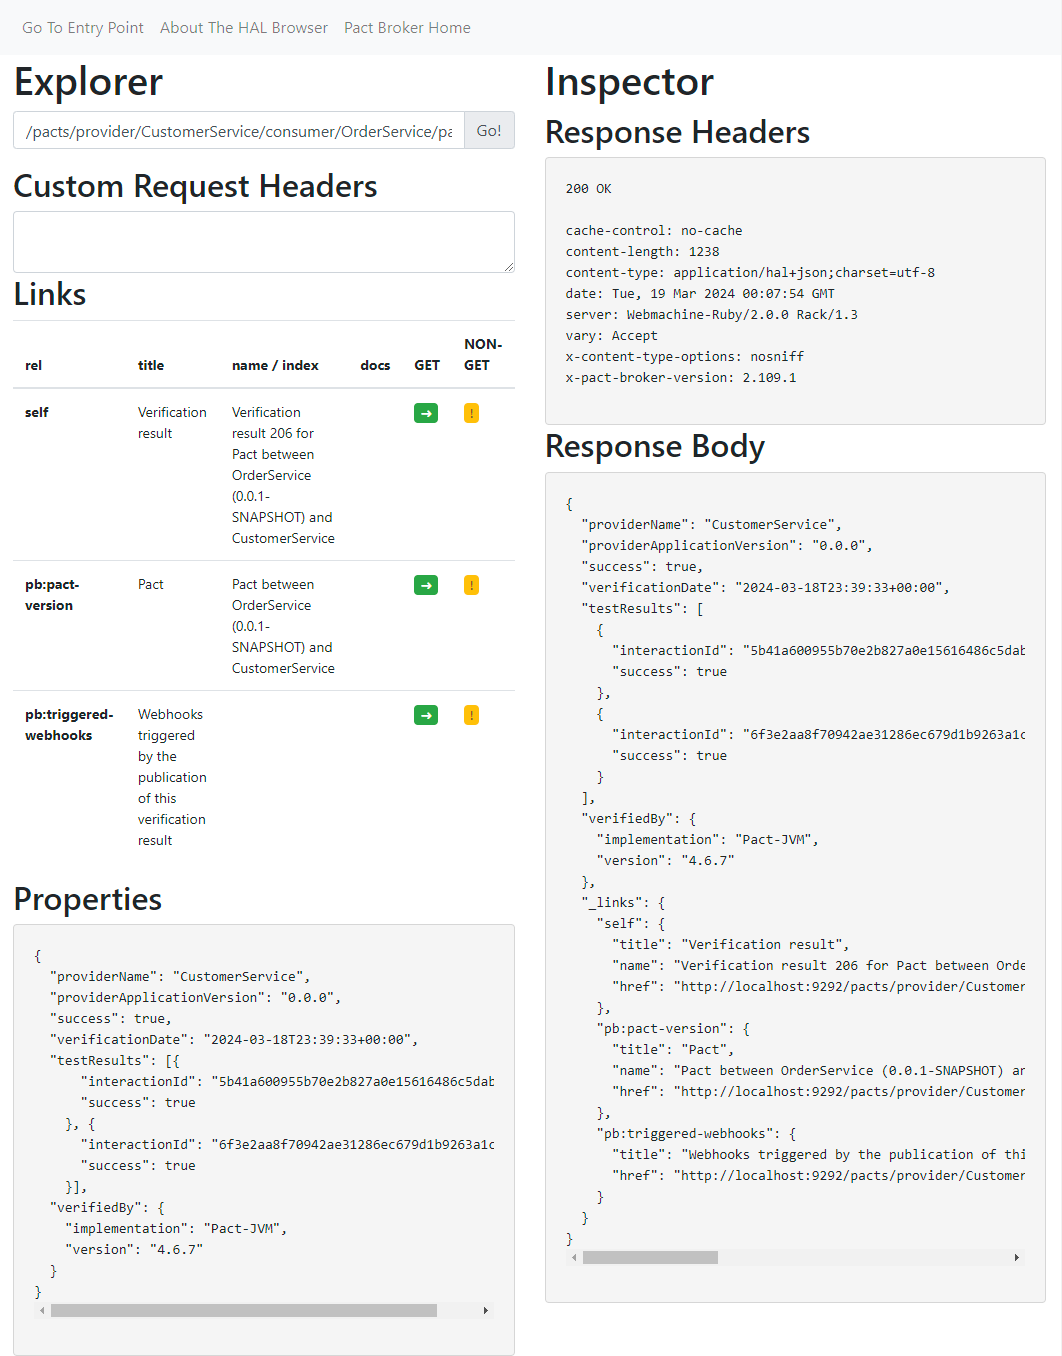 Go To Entry Point About The HAL Browser Pact Broker Home
Explorer
/pacts/provider/CustomerService/consumer/OrderService/pa Go!
Custom Request Headers
Links
rel title name / index docs GET NON-
GET
self Verification
result
Verification
result 206 for
Pact between
OrderService
(0.0.1-
SNAPSHOT) and
CustomerService
➔ !
pb:pact-
version
Pact
Pact between
OrderService
(0.0.1-
SNAPSHOT) and
CustomerService
➔ !
pb:triggered-
webhooks
Webhooks
triggered
by the
publication
of this
verification
result
➔ !
Properties
{
  "providerName": "CustomerService",
  "providerApplicationVersion": "0.0.0",
  "success": true,
  "verificationDate": "2024-03-18T23:39:33+00:00",
  "testResults": [{
      "interactionId": "5b41a600955b70e2b827a0e15616486c5dab
      "success": true
    }, {
      "interactionId": "6f3e2aa8f70942ae31286ec679d1b9263a1c
      "success": true
    }],
  "verifiedBy": {
    "implementation": "Pact-JVM",
    "version": "4.6.7"
  }
}
Inspector
Response Headers
200 OK
cache-control: no-cache
content-length: 1238
content-type: application/hal+json;charset=utf-8
date: Tue, 19 Mar 2024 00:07:54 GMT
server: Webmachine-Ruby/2.0.0 Rack/1.3
vary: Accept
x-content-type-options: nosniff
x-pact-broker-version: 2.109.1
Response Body
{
  "providerName": "CustomerService",
  "providerApplicationVersion": "0.0.0",
  "success": true,
  "verificationDate": "2024-03-18T23:39:33+00:00",
  "testResults": [
    {
      "interactionId": "5b41a600955b70e2b827a0e15616486c5dab
      "success": true
    },
    {
      "interactionId": "6f3e2aa8f70942ae31286ec679d1b9263a1c
      "success": true
    }
  ],
  "verifiedBy": {
    "implementation": "Pact-JVM",
    "version": "4.6.7"
  },
  "_links": {
    "self": {
      "title": "Verification result",
      "name": "Verification result 206 for Pact between Orde
      "href": "http://localhost:9292/pacts/provider/Customer
    },
    "pb:pact-version": {
      "title": "Pact",
      "name": "Pact between OrderService (0.0.1-SNAPSHOT) an
      "href": "http://localhost:9292/pacts/provider/Customer
    },
    "pb:triggered-webhooks": {
      "title": "Webhooks triggered by the publication of thi
      "href": "http://localhost:9292/pacts/provider/Customer
    }
  }
}